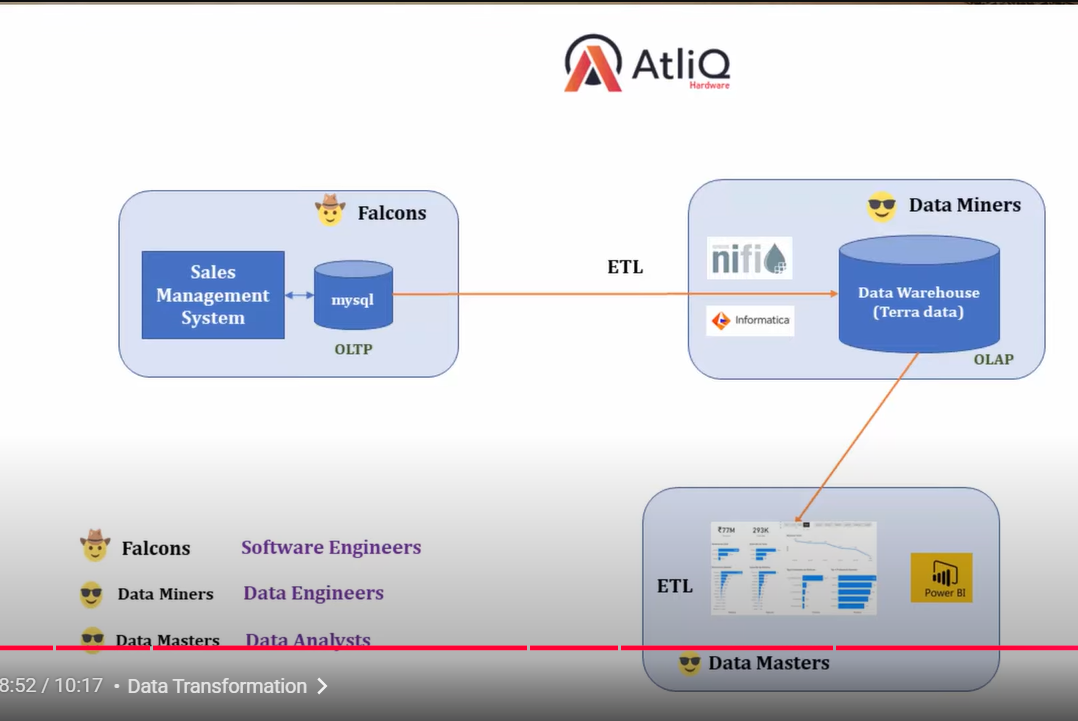 AtliQ
Hardware
Falcons
Sales
Management
System
mysql
OLTP
ETL
Data Miners
nifi
Informatica
Data Warehouse
(Terra data)
OLAP
Falcons Software Engineers
Data Miners Data Engineers
Data Masters Data Analysts
ETL
₹77M
293K
Power BI
Data Masters
8:52 / 10:17 • Data Transformation